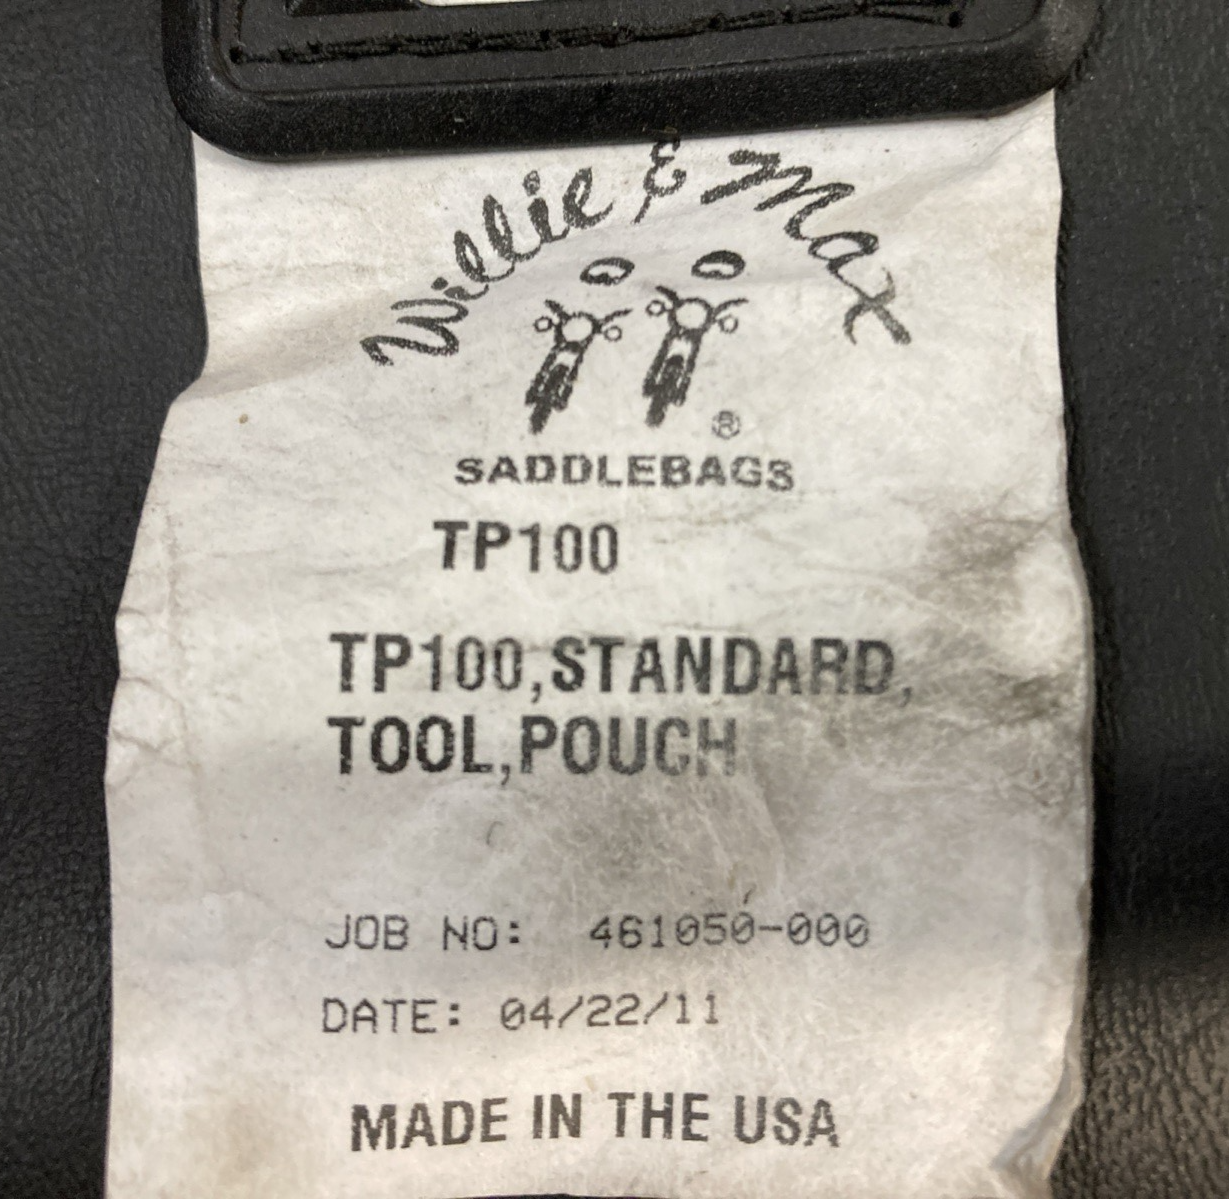 Willie & Max
®
SADDLEBAGS
TP100
TP100,STANDARD,
TOOL,POUCH
JOB NO: 461050-000
DATE: 04/22/11
MADE IN THE USA